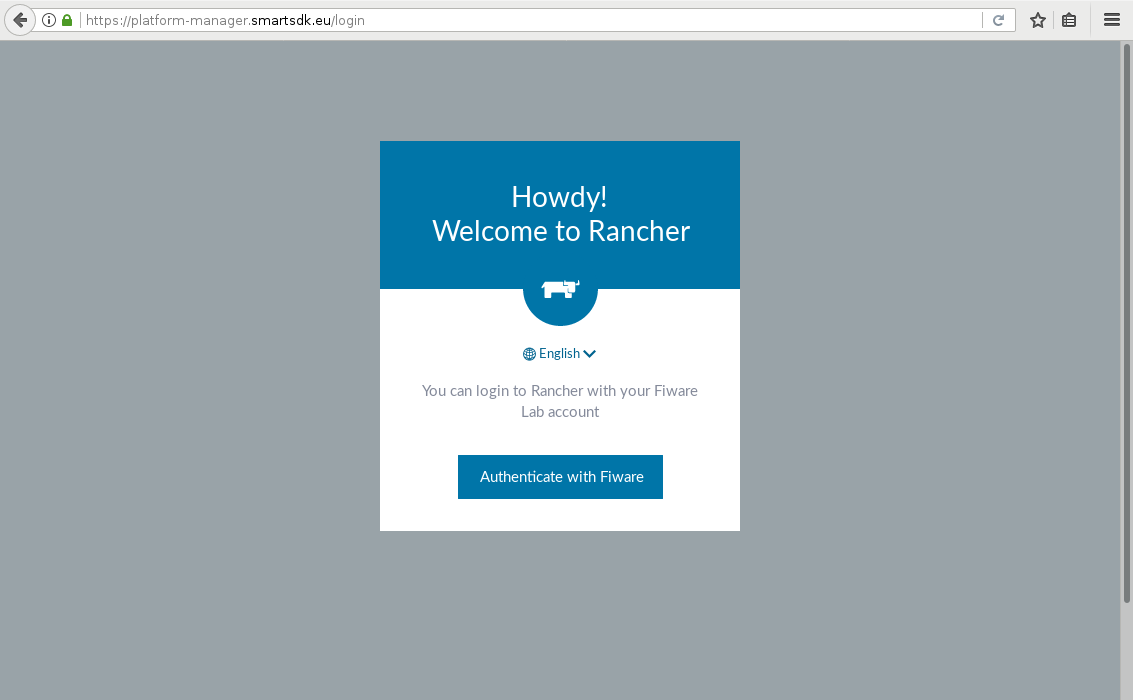 https://platform-manager.smartsdk.eu/login
Howdy!
Welcome to Rancher
English
You can login to Rancher with your Fiware
Lab account
Authenticate with Fiware